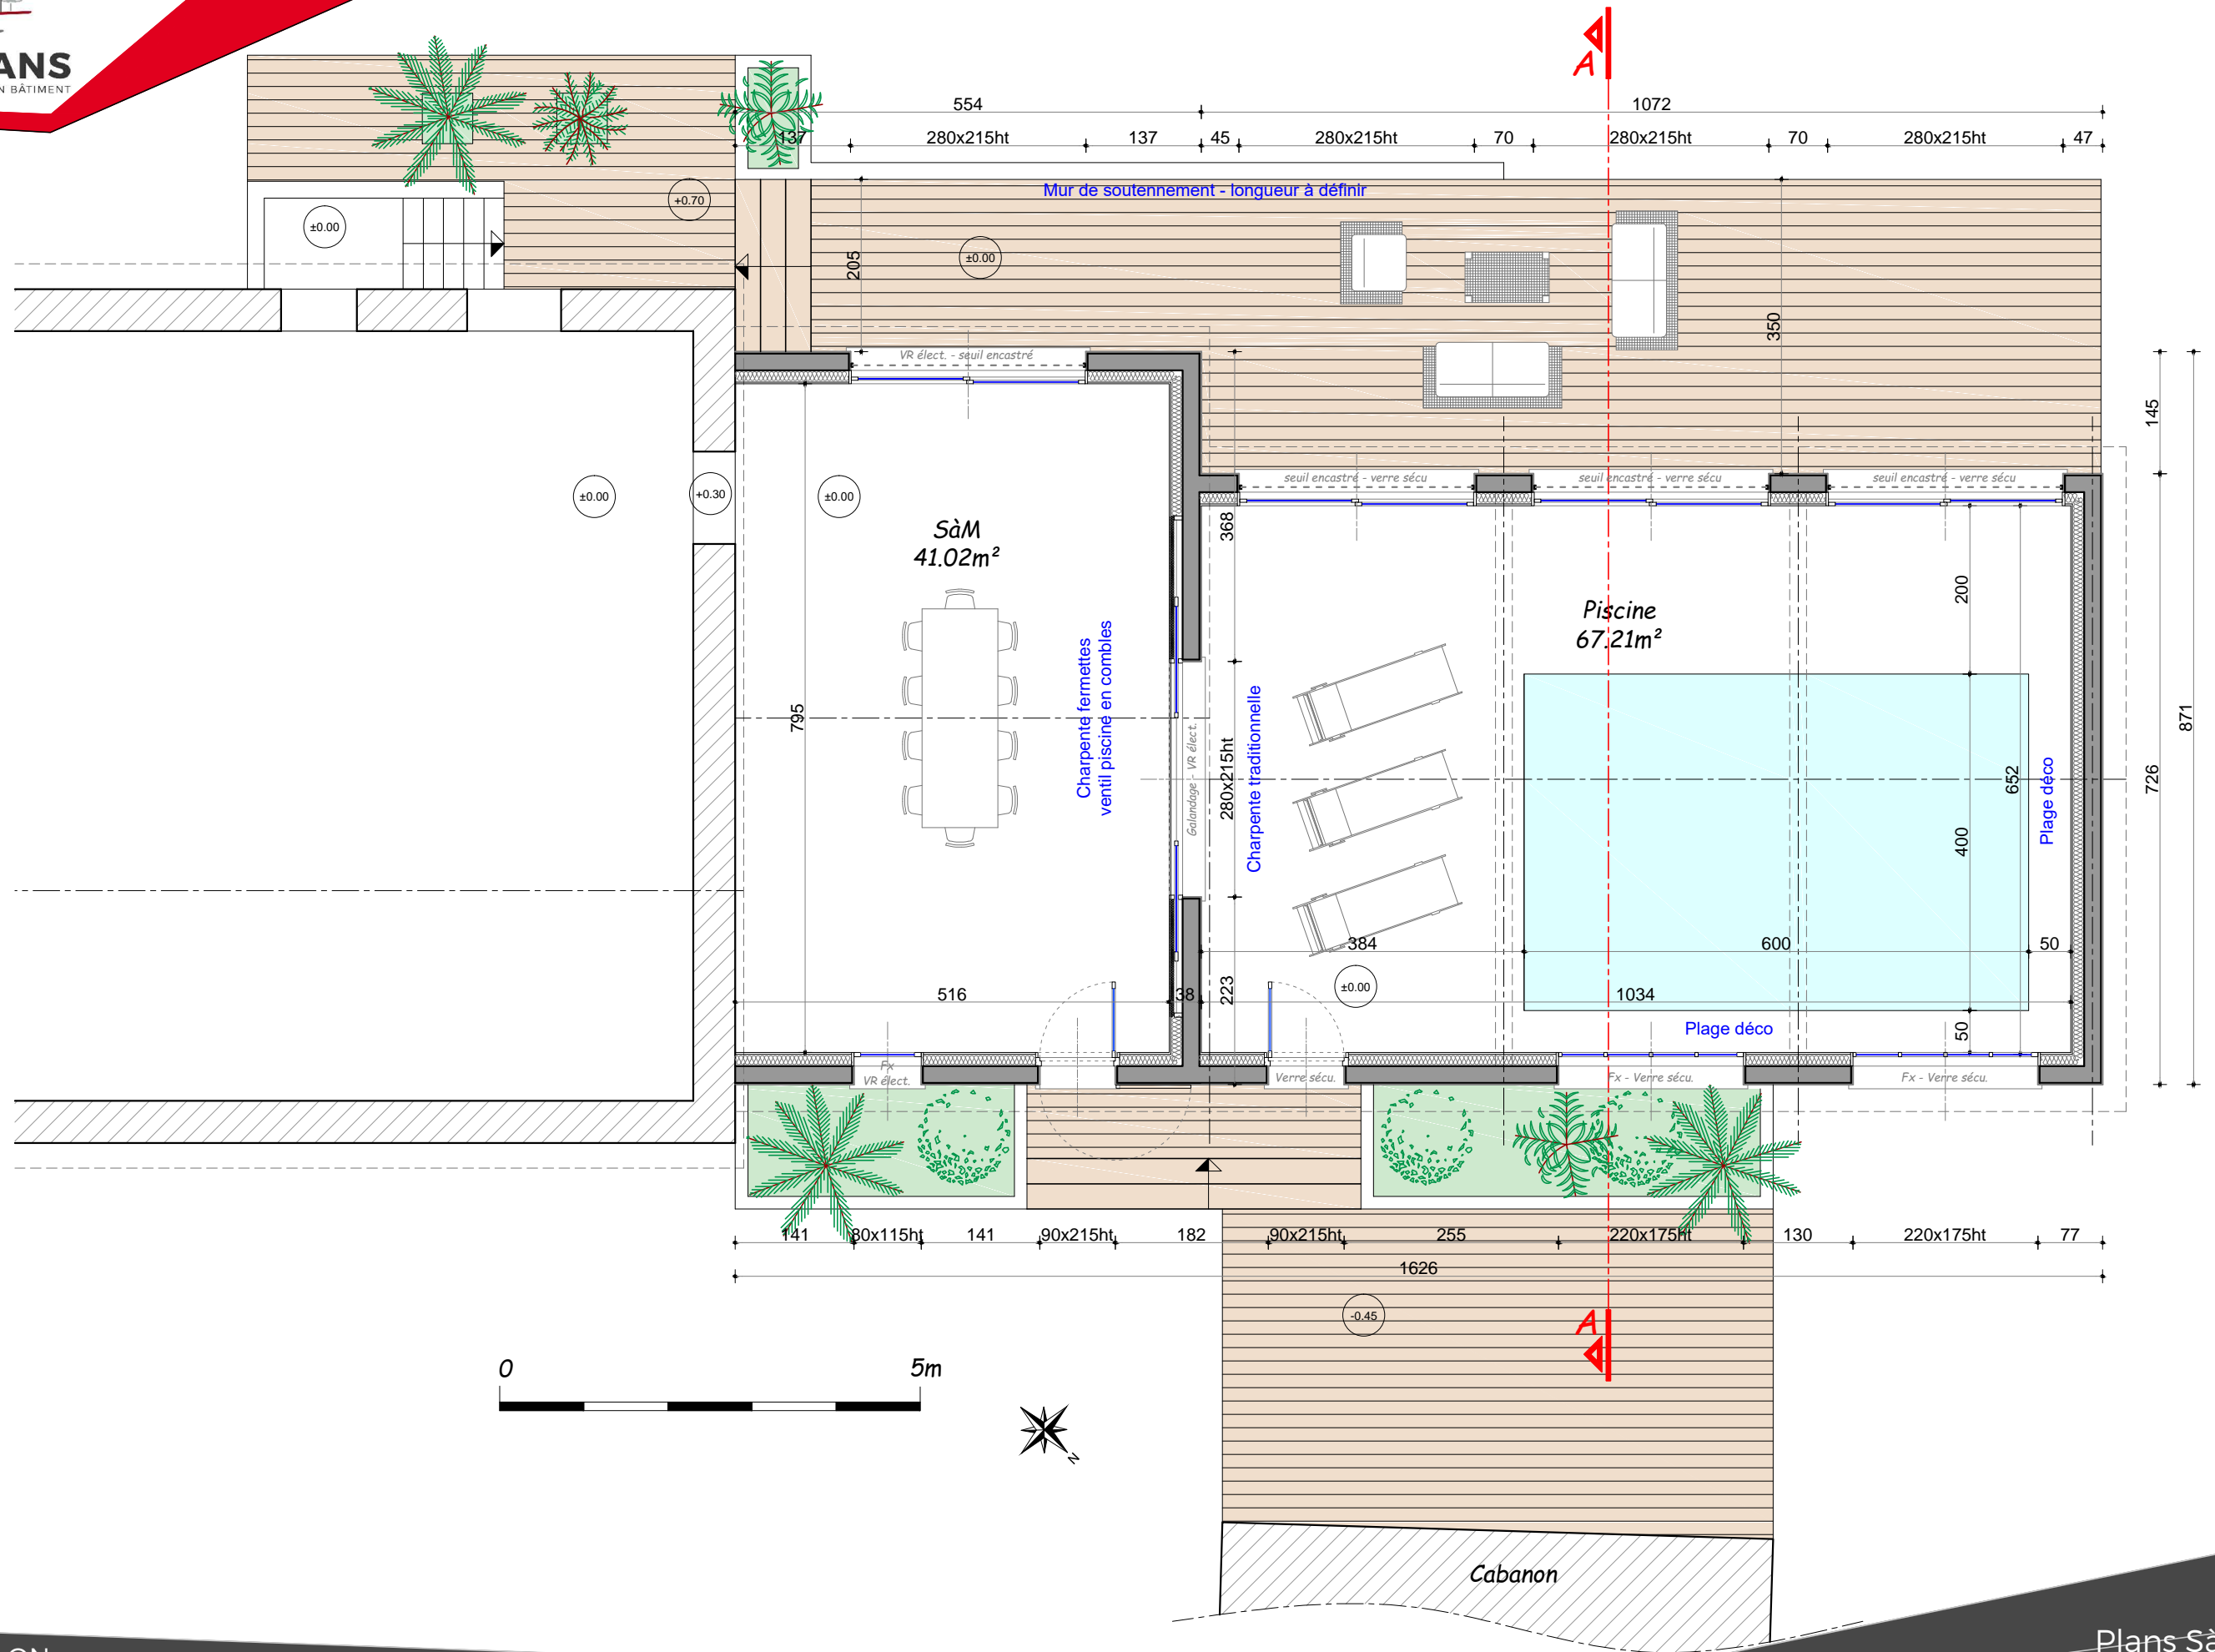 ANS
N BÂTIMENT
A
554
1072
137
280x215ht
137
45
280x215ht
70
280x215ht
70
280x215ht
47
Mur de soutennement - longueur à définir
+0.70
±0.00
±0.00
205
350
VR élect. - seuil encastré
145
seuil encastré - verre sécu
seuil encastré - verre sécu
seuil encastré - verre sécu
±0.00
+0.30
±0.00
368
SàM
41.02m²
200
Piscine
67.21m²
Charpente fermettes
ventil piscine en combles
795
Galandage - VR élect.
280x215ht
Charpente traditionnelle
871
726
652
Plage déco
400
384
600
50
±0.00
516
38
223
1034
Plage déco
50
Fx
VR élect.
Verre sécu.
Fx - Verre sécu.
Fx - Verre sécu.
141
80x115ht
141
90x215ht
182
90x215ht
255
220x175ht
130
220x175ht
77
1626
-0.45
A
0
5m
N
Cabanon
ON
Plans Sà